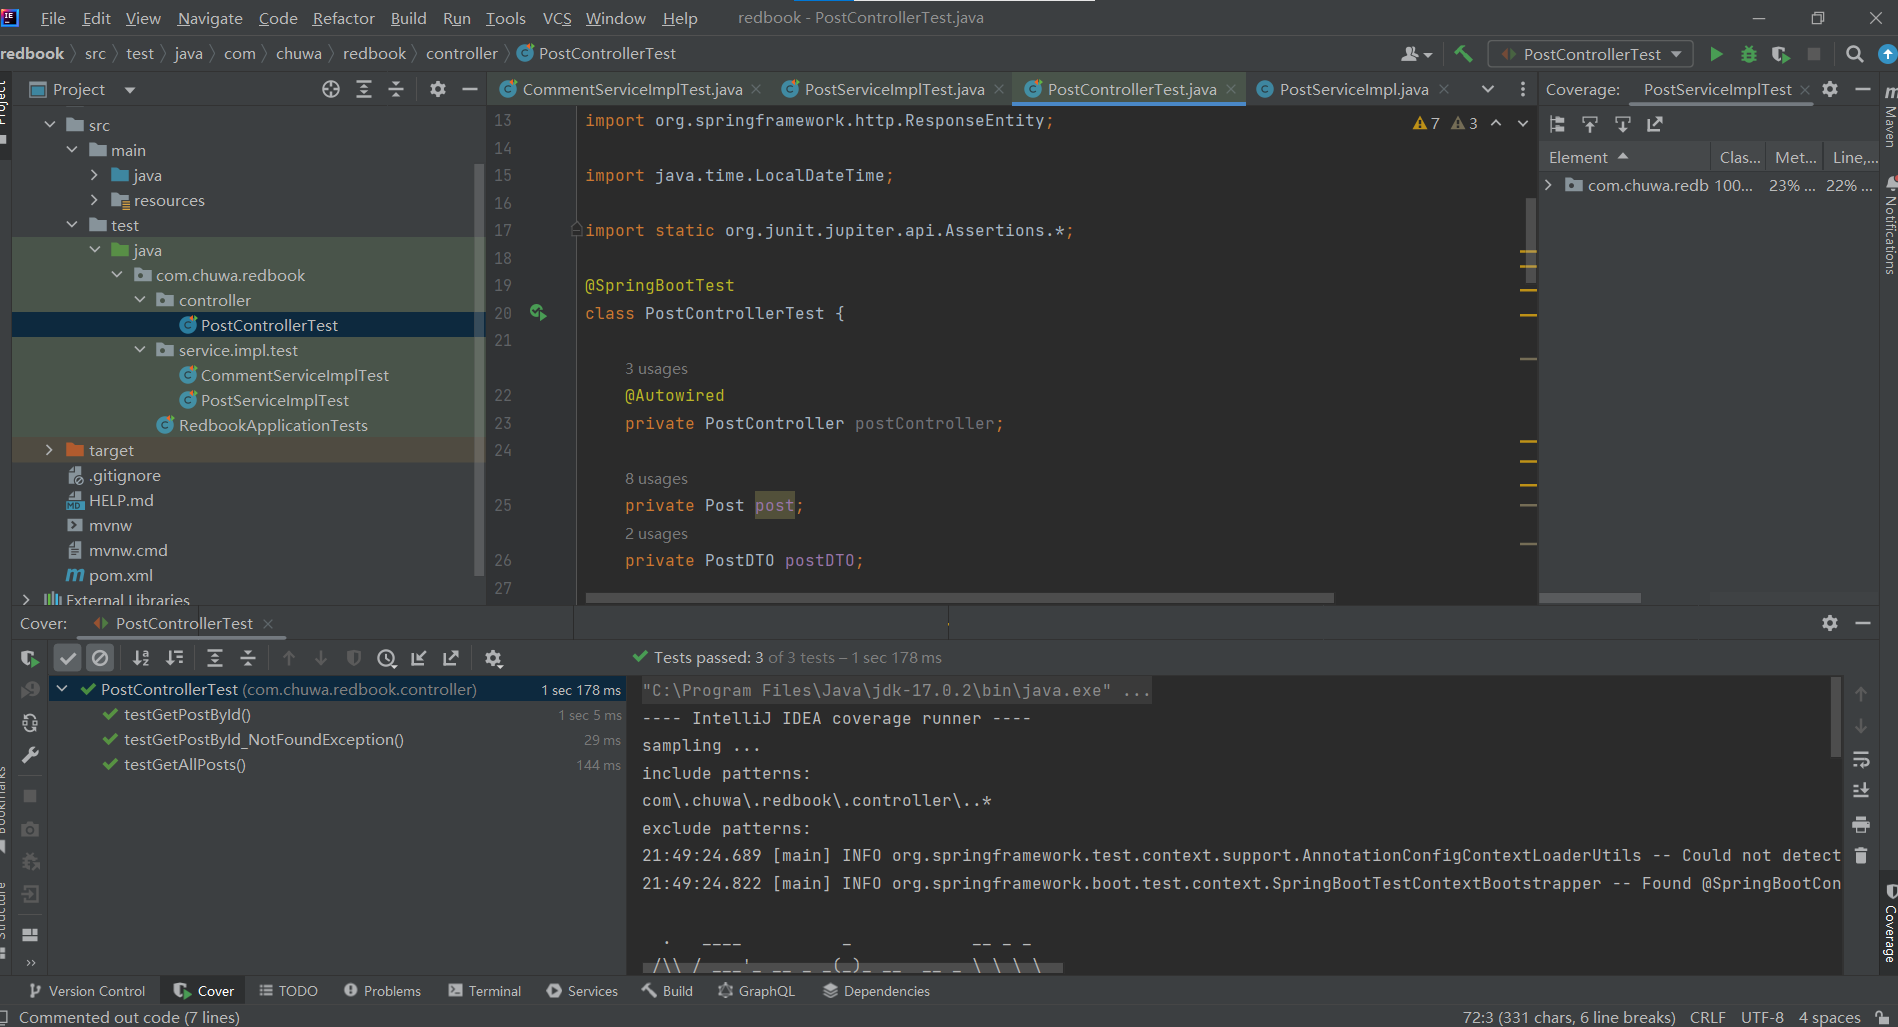 File Edit View Navigate Code Refactor Build Run Tools VCS Window Help redbook - PostControllerTest.java
redbook src test java com chuwa redbook controller PostControllerTest PostControllerTest
Project
CommentServiceImplTest.java PostServiceImplTest.java PostControllerTest.java PostServiceImpl.java
Coverage: PostServiceImplTest
src
main
java
resources
test
java
com.chuwa.redbook
controller
PostControllerTest
service.impl.test
CommentServiceImplTest
PostServiceImplTest
RedbookApplicationTests
target
.gitignore
HELP.md
mvnw
mvnw.cmd
pom.xml
External Libraries
13 import org.springframework.http.ResponseEntity;
7 3
14
15 import java.time.LocalDateTime;
16
17 import static org.junit.jupiter.api.Assertions.*;
18
19 @SpringBootTest
20 class PostControllerTest {
21
3 usages
22 @Autowired
23 private PostController postController;
24
8 usages
25 private Post post;
2 usages
26 private PostDTO postDTO;
27
Element Clas... Met... Line,...
com.chuwa.redb 100... 23% ... 22% ...
Maven
Notifications
Coverage
Project
Bookmarks
Structure
Cover: PostControllerTest
Tests passed: 3 of 3 tests – 1 sec 178 ms
PostControllerTest (com.chuwa.redbook.controller) 1 sec 178 ms
testGetPostById() 1 sec 5 ms
testGetPostById_NotFoundException() 29 ms
testGetAllPosts() 144 ms
"C:\Program Files\Java\jdk-17.0.2\bin\java.exe" ...
---- IntelliJ IDEA coverage runner ----
sampling ...
include patterns:
com\.chuwa\.redbook\.controller\..*
exclude patterns:
21:49:24.689 [main] INFO org.springframework.test.context.support.AnnotationConfigContextLoaderUtils -- Could not detect
21:49:24.822 [main] INFO org.springframework.boot.test.context.SpringBootTestContextBootstrapper -- Found @SpringBootCon
  .   ____          _            __ _ _
 /\\ / ___'_ __ _ _(_)_ __  __ _ \ \ \ \
Version Control Cover TODO Problems Terminal Services Build GraphQL Dependencies
Commented out code (7 lines) 72:3 (331 chars, 6 line breaks) CRLF UTF-8 4 spaces